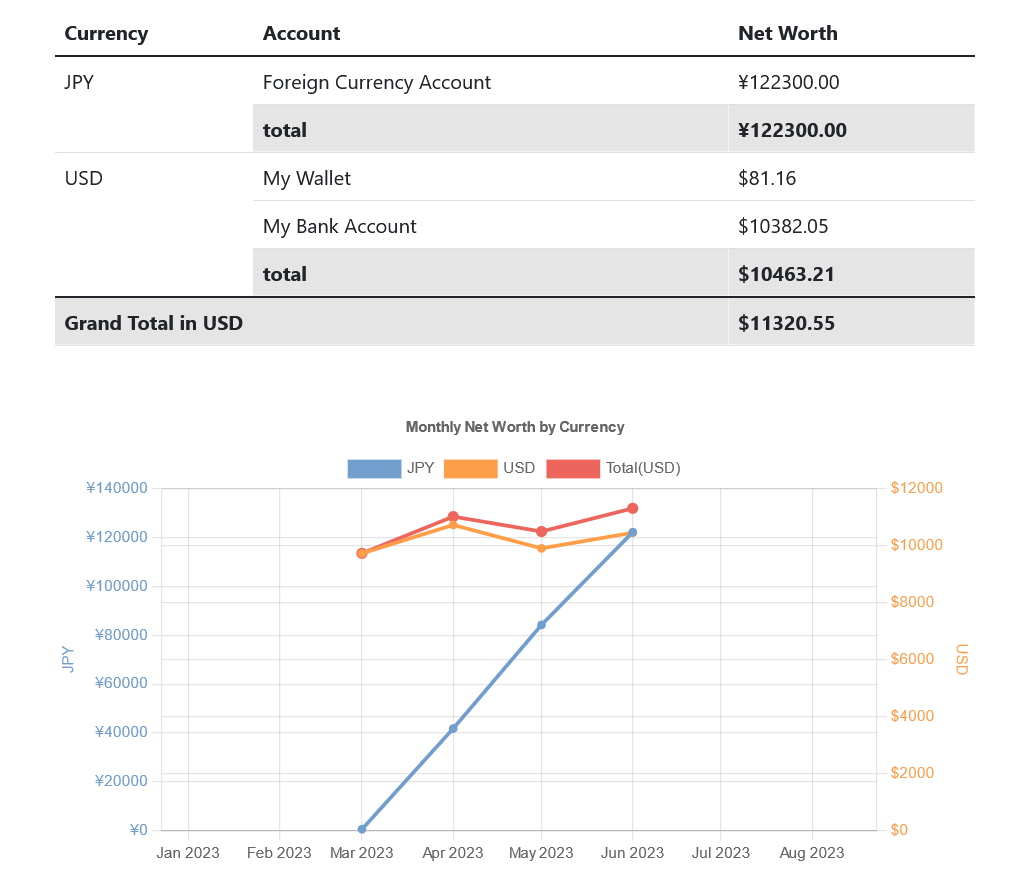 Currency Account Net Worth
JPY Foreign Currency Account ¥122300.00
total ¥122300.00
USD My Wallet $81.16
My Bank Account $10382.05
total $10463.21
Grand Total in USD $11320.55
Monthly Net Worth by Currency
JPY USD Total(USD)
¥140000 $12000
¥120000 $10000
¥100000 $8000
¥80000 $6000
¥60000 $4000
¥40000 $2000
¥20000 $0
¥0
JPY
USD
Jan 2023 Feb 2023 Mar 2023 Apr 2023 May 2023 Jun 2023 Jul 2023 Aug 2023